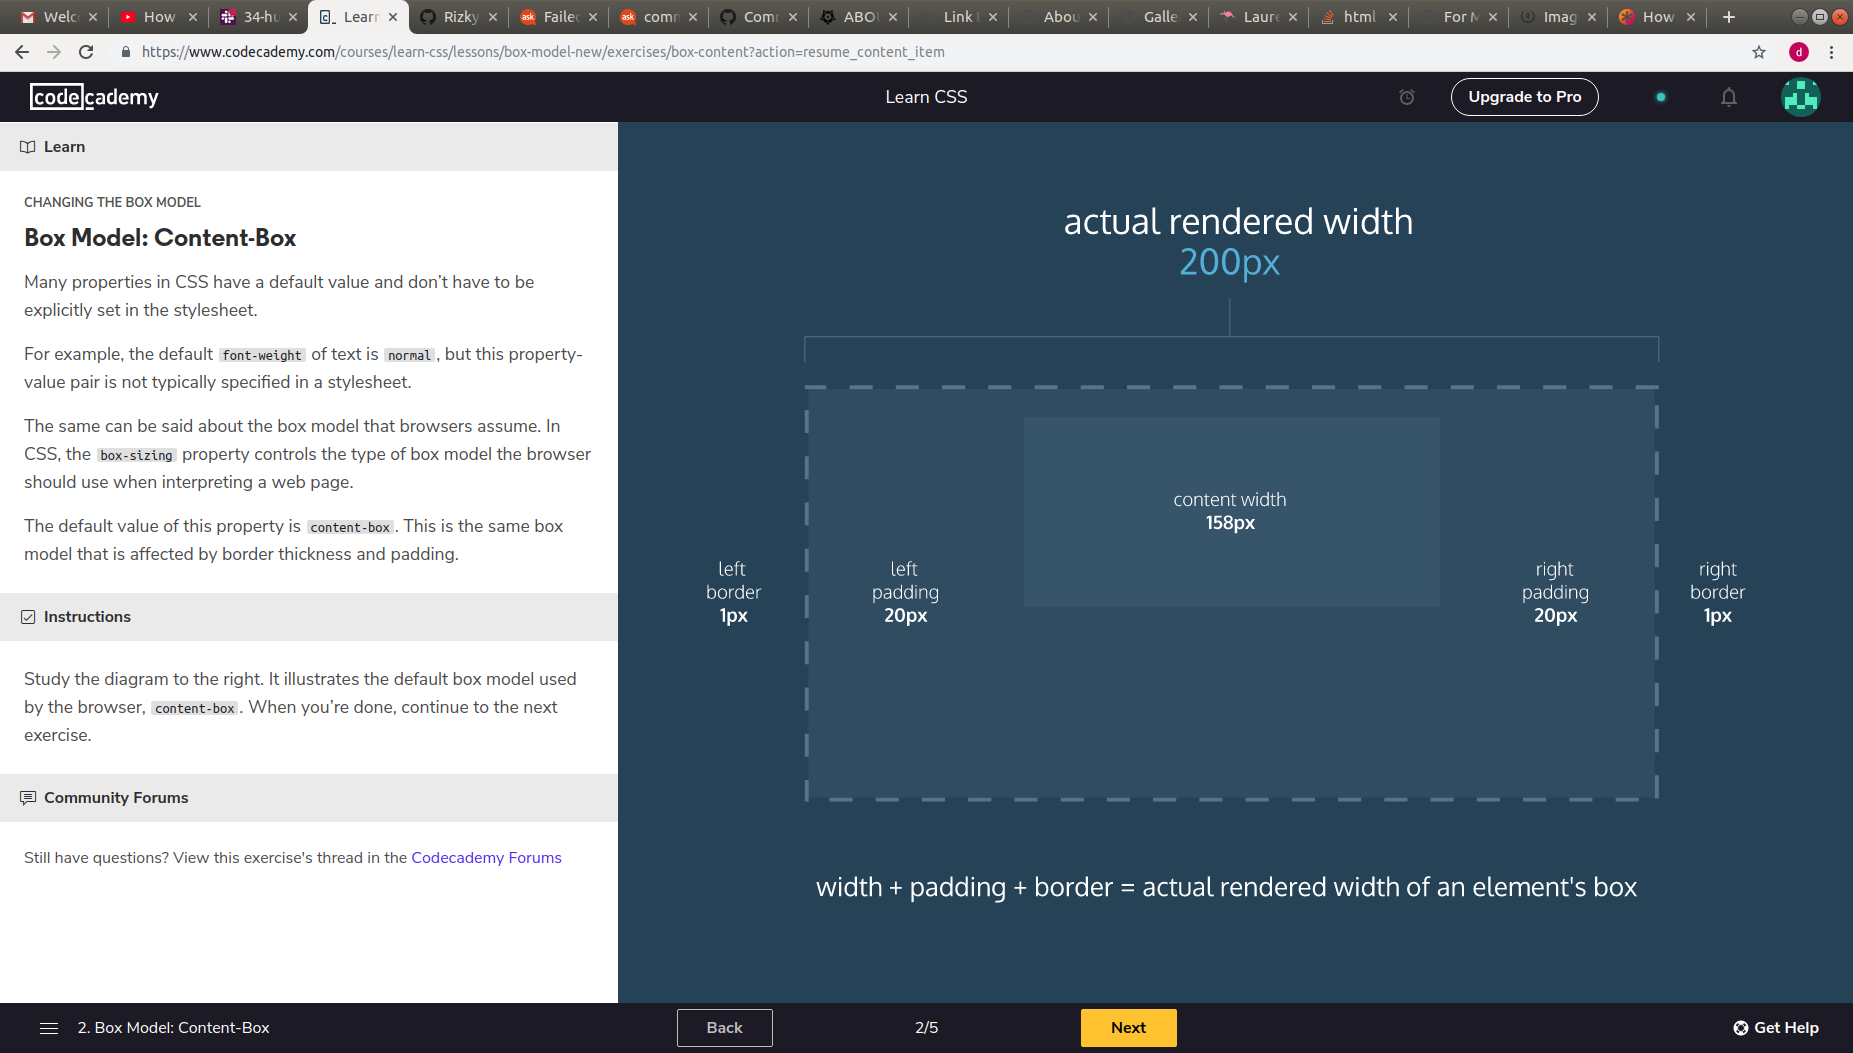 Welc How 34-hu Learn Rizky Failed comm Comm ABOU Link Abou Galle Laure html For M Imag How
https://www.codecademy.com/courses/learn-css/lessons/box-model-new/exercises/box-content?action=resume_content_item
d
codecademy
Learn CSS
Upgrade to Pro
Learn
CHANGING THE BOX MODEL
Box Model: Content-Box
Many properties in CSS have a default value and don’t have to be
explicitly set in the stylesheet.
For example, the default font-weight of text is normal, but this property-
value pair is not typically specified in a stylesheet.
The same can be said about the box model that browsers assume. In
CSS, the box-sizing property controls the type of box model the browser
should use when interpreting a web page.
The default value of this property is content-box. This is the same box
model that is affected by border thickness and padding.
Instructions
Study the diagram to the right. It illustrates the default box model used
by the browser, content-box. When you’re done, continue to the next
exercise.
Community Forums
Still have questions? View this exercise's thread in the Codecademy Forums
actual rendered width
200px
content width
158px
left
border
1px
left
padding
20px
right
padding
20px
right
border
1px
width + padding + border = actual rendered width of an element's box
2. Box Model: Content-Box
Back
2/5
Next
Get Help